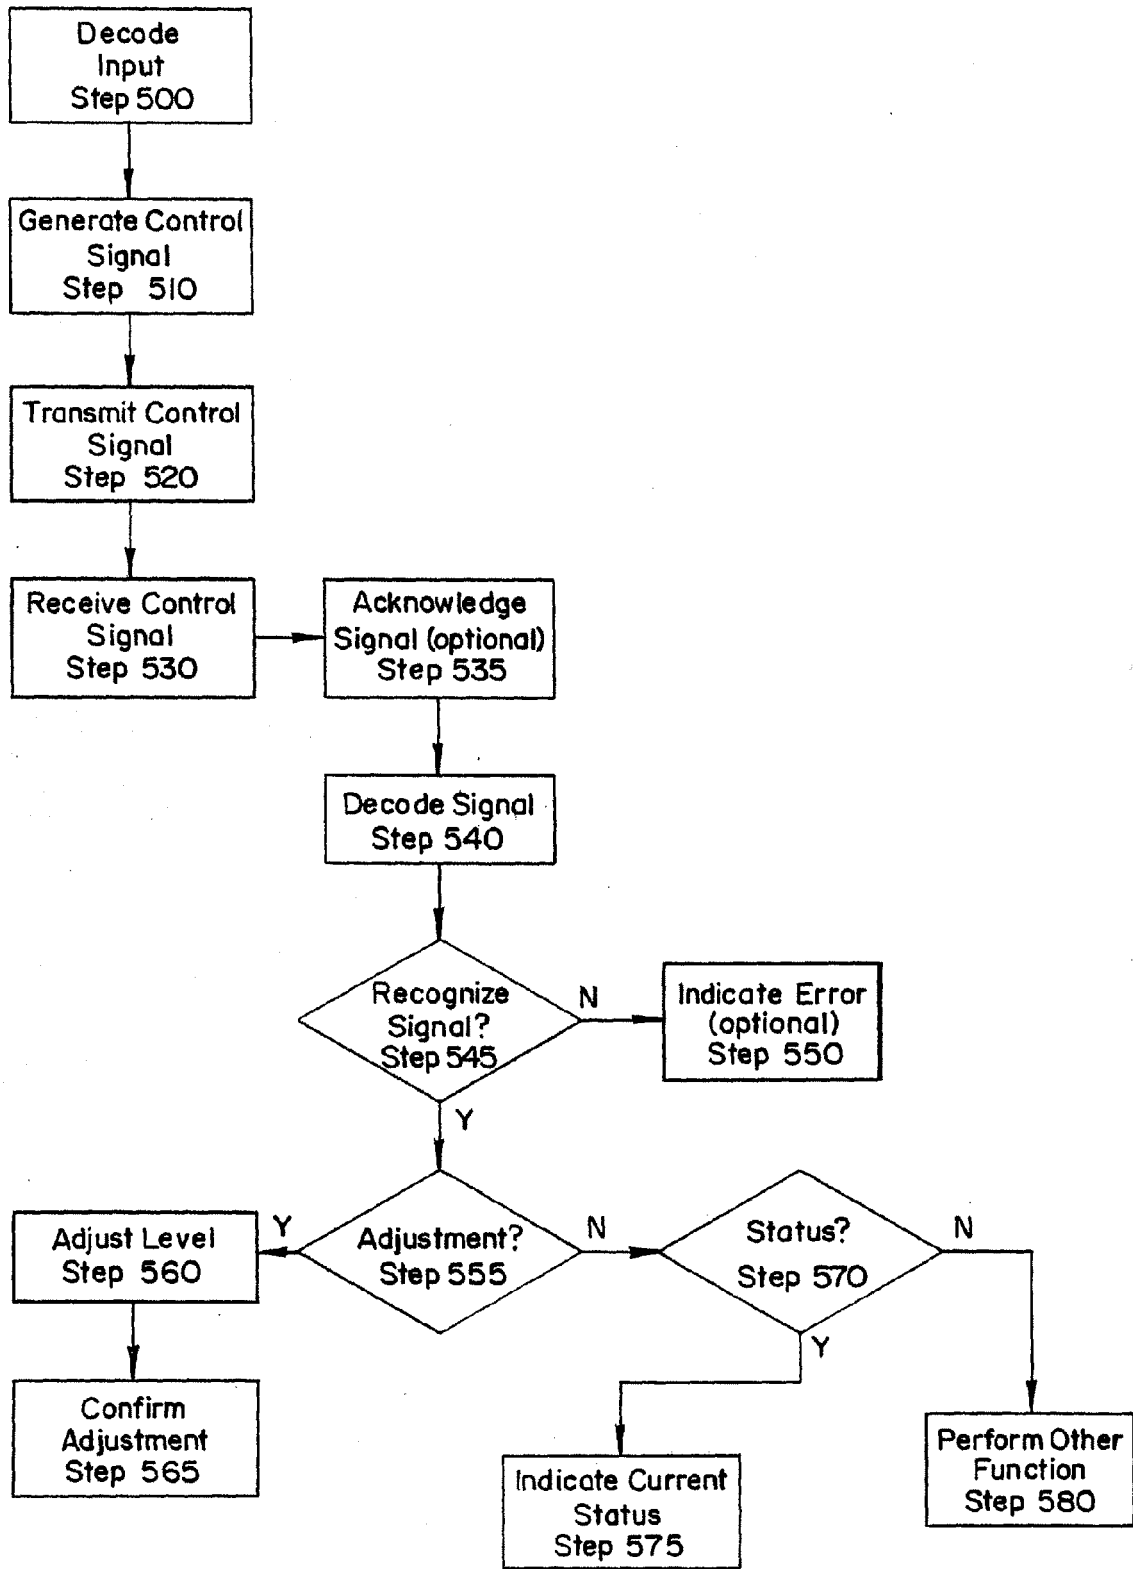 Decode
Input
Step 500
Generate Control
Signal
Step 510
Transmit Control
Signal
Step 520
Receive Control
Signal
Step 530
Acknowledge
Signal (optional)
Step 535
Decode Signal
Step 540
Recognize
Signal?
Step 545
N
Indicate Error
(optional)
Step 550
Y
Adjustment?
Step 555
Y
Adjust Level
Step 560
Confirm
Adjustment
Step 565
N
Status?
Step 570
Y
Indicate Current
Status
Step 575
N
Perform Other
Function
Step 580